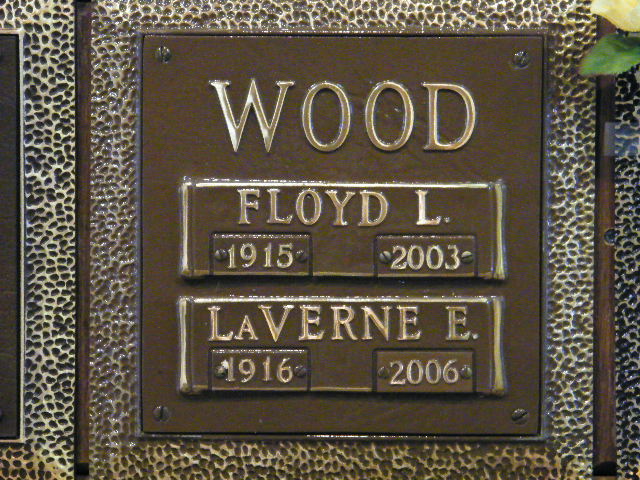 WOOD
FLOYD L.
1915 2003
LAVERNE E.
1916 2006